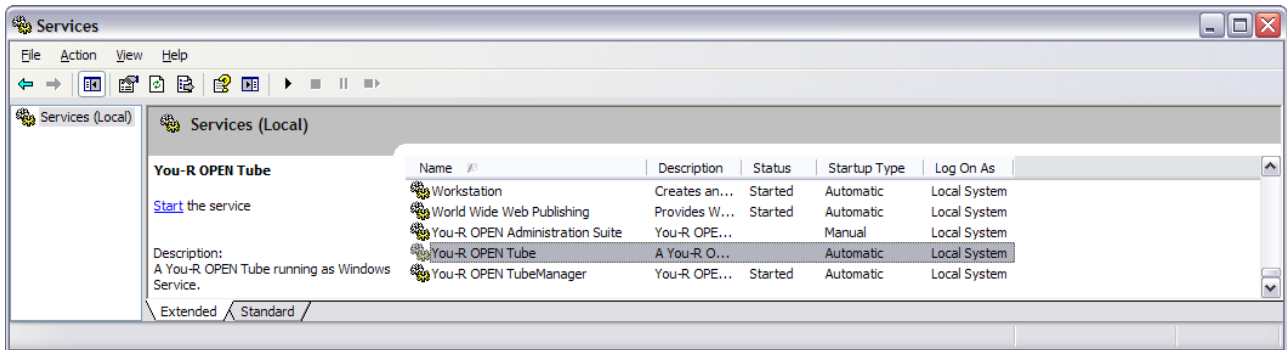 Services
File Action View Help
Services (Local)
Services (Local)
You-R OPEN Tube
Start the service
Description:
A You-R OPEN Tube running as Windows
Service.
Name Description Status Startup Type Log On As
Workstation Creates an... Started Automatic Local System
World Wide Web Publishing Provides W... Started Automatic Local System
You-R OPEN Administration Suite You-R OPE... Manual Local System
You-R OPEN Tube A You-R O... Automatic Local System
You-R OPEN TubeManager You-R OPE... Started Automatic Local System
Extended Standard